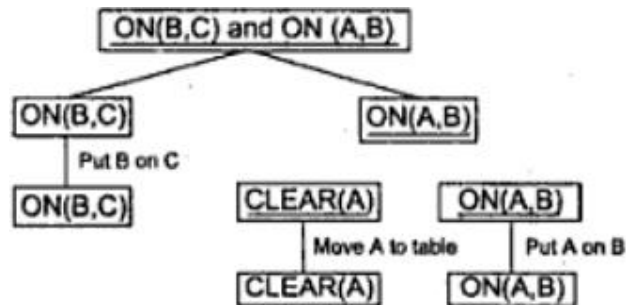 ON(B,C) and ON (A,B)
ON(B,C)
ON(A,B)
Put B on C
ON(B,C)
CLEAR(A)
ON(A,B)
Move A to table
Put A on B
CLEAR(A)
ON(A,B)